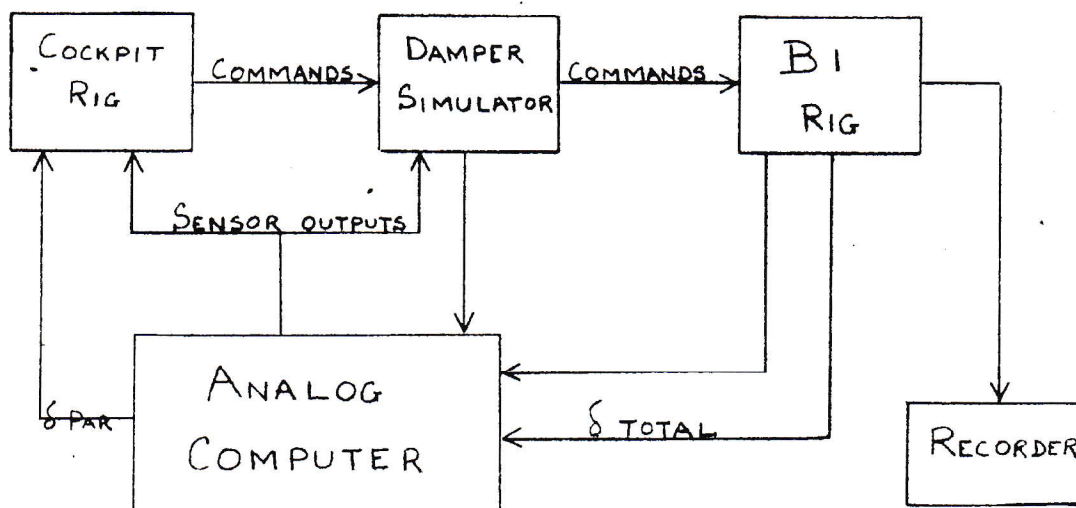 COCKPIT
RIG
COMMANDS
DAMPER
SIMULATOR
COMMANDS
B1
RIG
SENSOR OUTPUTS
ANALOG
COMPUTER
δ PAR
δ TOTAL
RECORDER